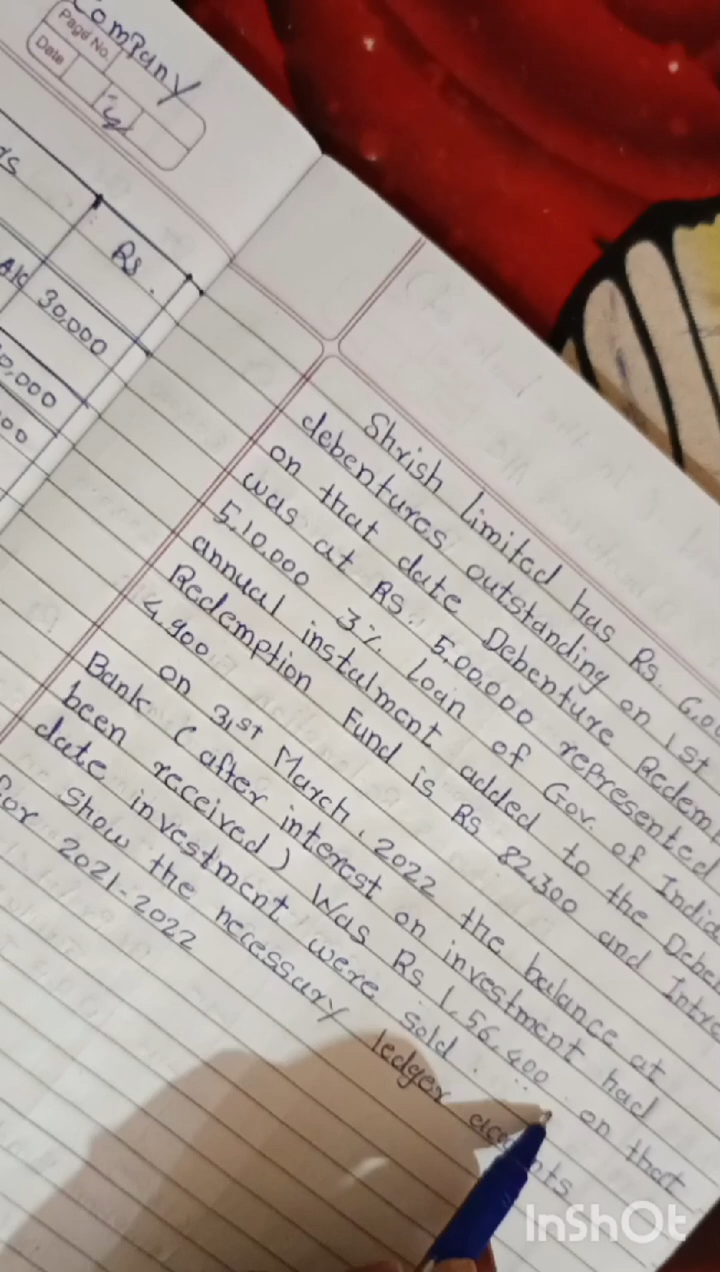 Company
Page No.
Date
Rs.
A/c 30,000
Shrish Limited has Rs.
debentures outstanding on 1st
on that date Debenture Redem
was at Rs. 5,00,000 represented
5,10,000 3% Loan of Gov. of India
annual instalment added to the Deben
Redemption Fund is Rs 82,300 and Intre
4,900
on 31st March, 2022 the balance at
Bank (after interest on investment had
been received) Was Rs 1,56,400. on that
date investment were sold.
Show the necessary ledger
for 2021-2022
InShOt